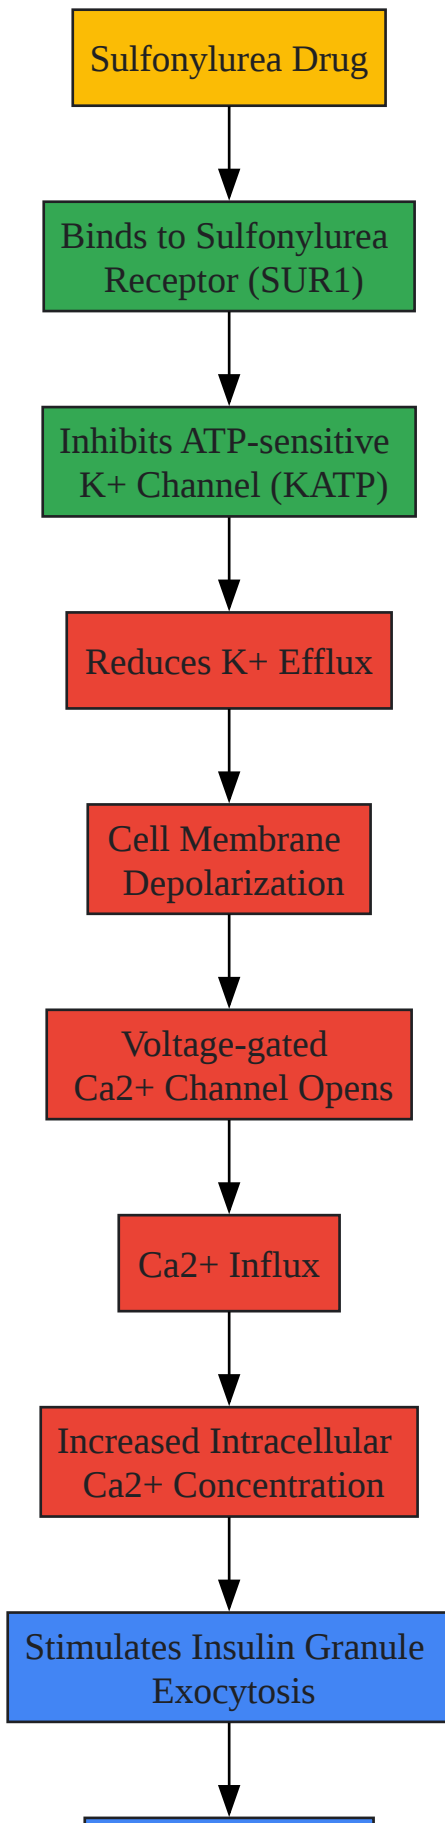 Sulfonylurea Drug
Binds to Sulfonylurea
Receptor (SUR1)
Inhibits ATP-sensitive
K+ Channel (KATP)
Reduces K+ Efflux
Cell Membrane
Depolarization
Voltage-gated
Ca2+ Channel Opens
Ca2+ Influx
Increased Intracellular
Ca2+ Concentration
Stimulates Insulin Granule
Exocytosis